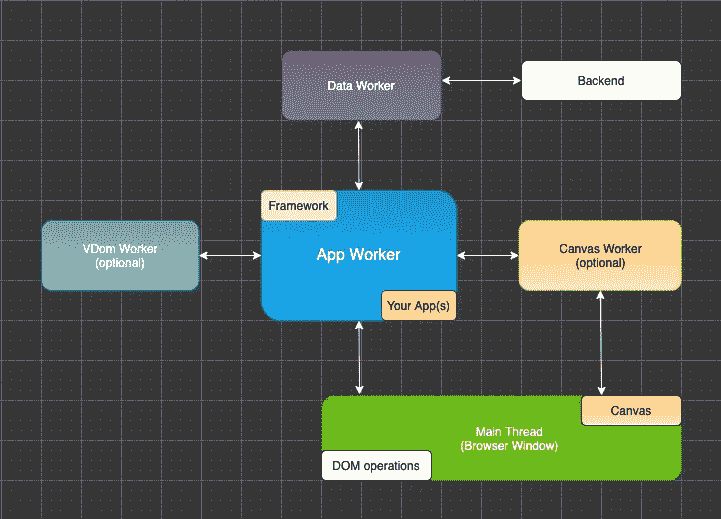 Data Worker
Backend
Framework
VDom Worker
(optional)
App Worker
Canvas Worker
(optional)
Your App(s)
Canvas
Main Thread
(Browser Window)
DOM operations